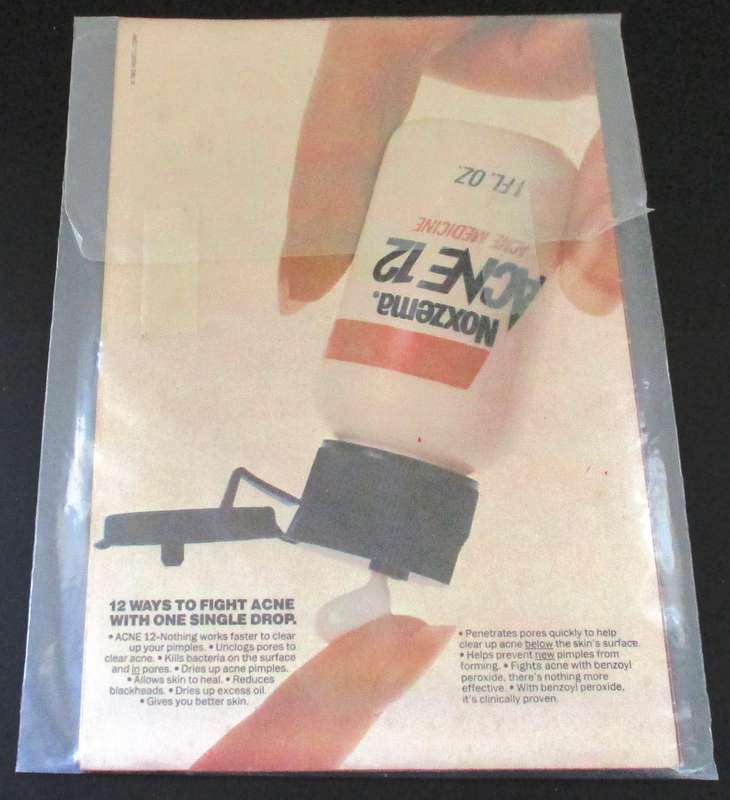 1 FL. OZ.
ACNE MEDICINE
ACNE 12
Noxzema.
12 WAYS TO FIGHT ACNE
WITH ONE SINGLE DROP.
• ACNE 12-Nothing works faster to clear
up your pimples. • Unclogs pores to
clear acne. • Kills bacteria on the surface
and in pores. • Dries up acne pimples.
• Allows skin to heal. • Reduces
blackheads. • Dries up excess oil.
• Gives you better skin.
• Penetrates pores quickly to help
clear up acne below the skin's surface.
• Helps prevent new pimples from
forming. • Fights acne with benzoyl
peroxide, there's nothing more
effective. • With benzoyl peroxide,
it's clinically proven.